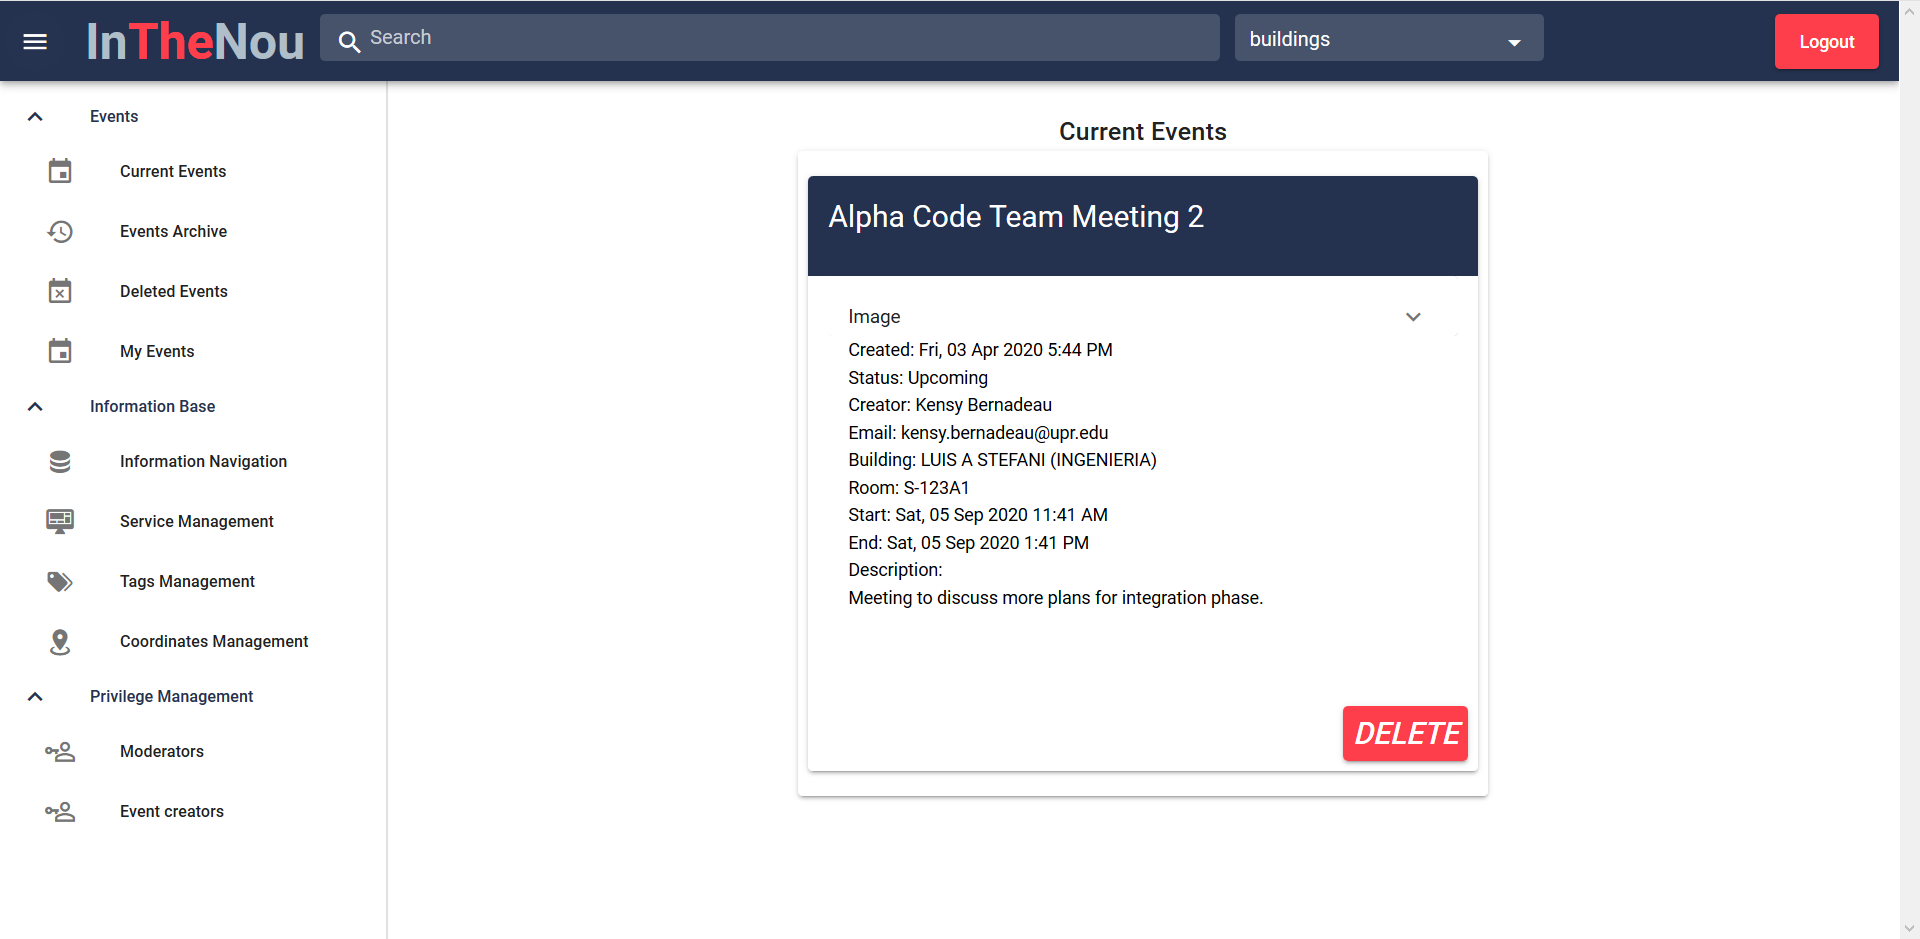 InTheNou
Search
buildings
Logout
Events
Current Events
Events Archive
Deleted Events
My Events
Information Base
Information Navigation
Service Management
Tags Management
Coordinates Management
Privilege Management
Moderators
Event creators
Current Events
Alpha Code Team Meeting 2
Image
Created: Fri, 03 Apr 2020 5:44 PM
Status: Upcoming
Creator: Kensy Bernadeau
Email: kensy.bernadeau@upr.edu
Building: LUIS A STEFANI (INGENIERIA)
Room: S-123A1
Start: Sat, 05 Sep 2020 11:41 AM
End: Sat, 05 Sep 2020 1:41 PM
Description:
Meeting to discuss more plans for integration phase.
DELETE